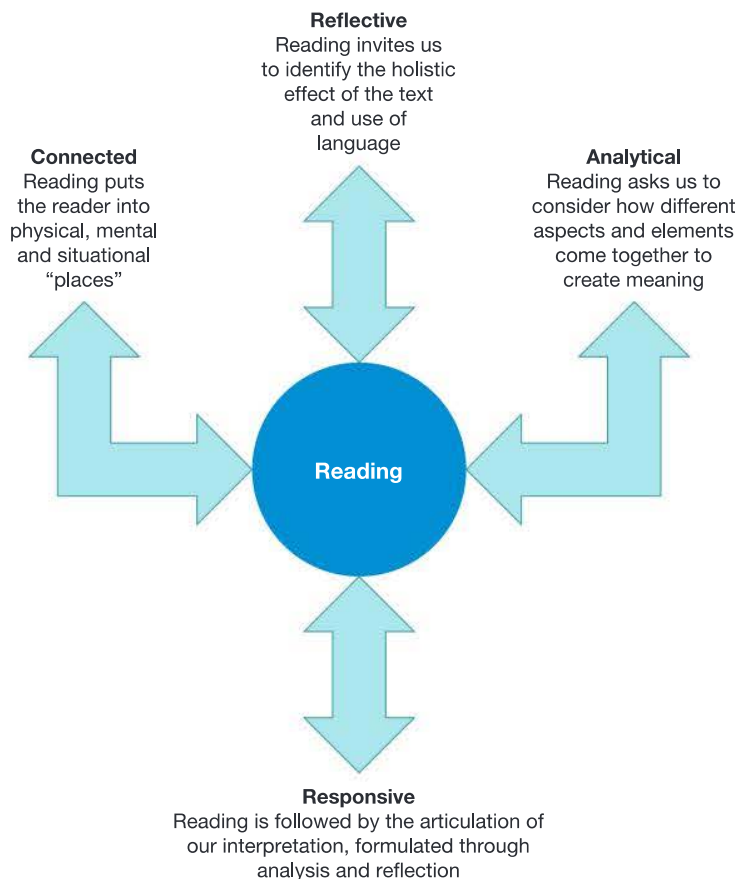 Reflective
Reading invites us
to identify the holistic
effect of the text
and use of
language
Connected
Reading puts
the reader into
physical, mental
and situational
“places”
Analytical
Reading asks us to
consider how different
aspects and elements
come together to
create meaning
Reading
Responsive
Reading is followed by the articulation of
our interpretation, formulated through
analysis and reflection